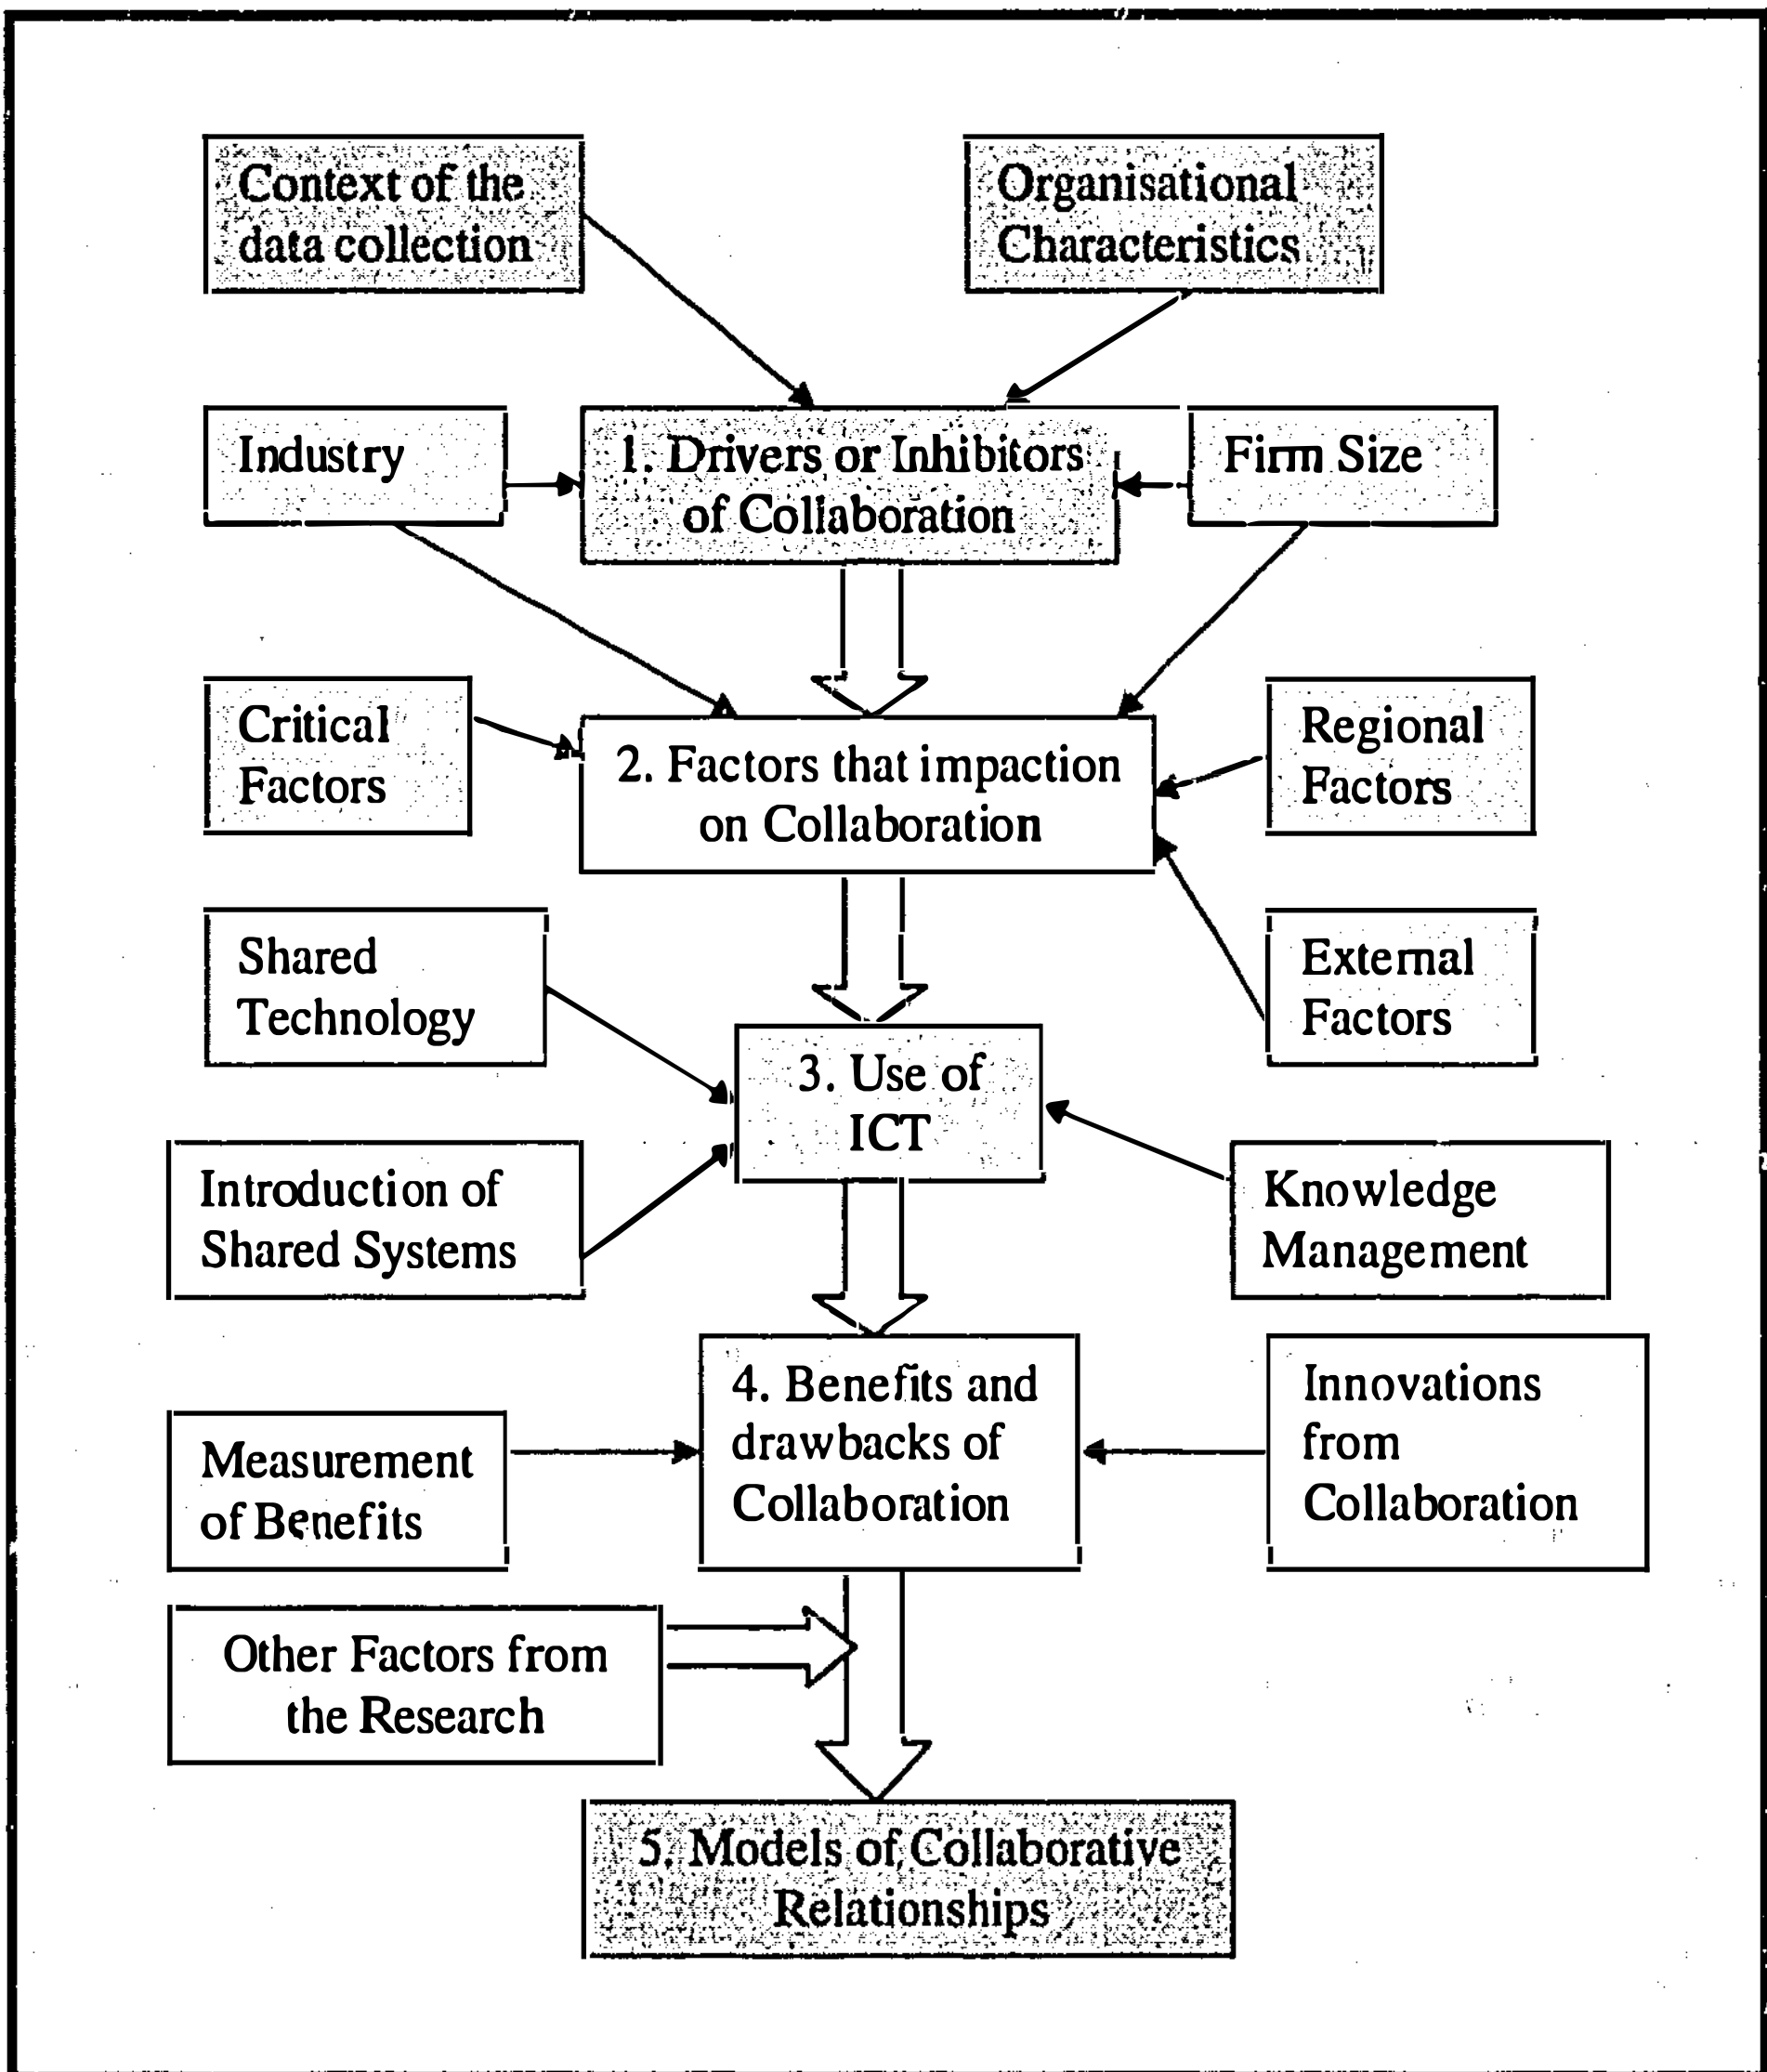 Context of the
data collection
Organisational
Characteristics
Industry
1. Drivers or Inhibitors
of Collaboration
Firm Size
Critical
Factors
2. Factors that impaction
on Collaboration
Regional
Factors
Shared
Technology
External
Factors
3. Use of
ICT
Introduction of
Shared Systems
Knowledge
Management
4. Benefits and
drawbacks of
Collaboration
Innovations
from
Collaboration
Measurement
of Benefits
Other Factors from
the Research
5. Models of Collaborative
Relationships